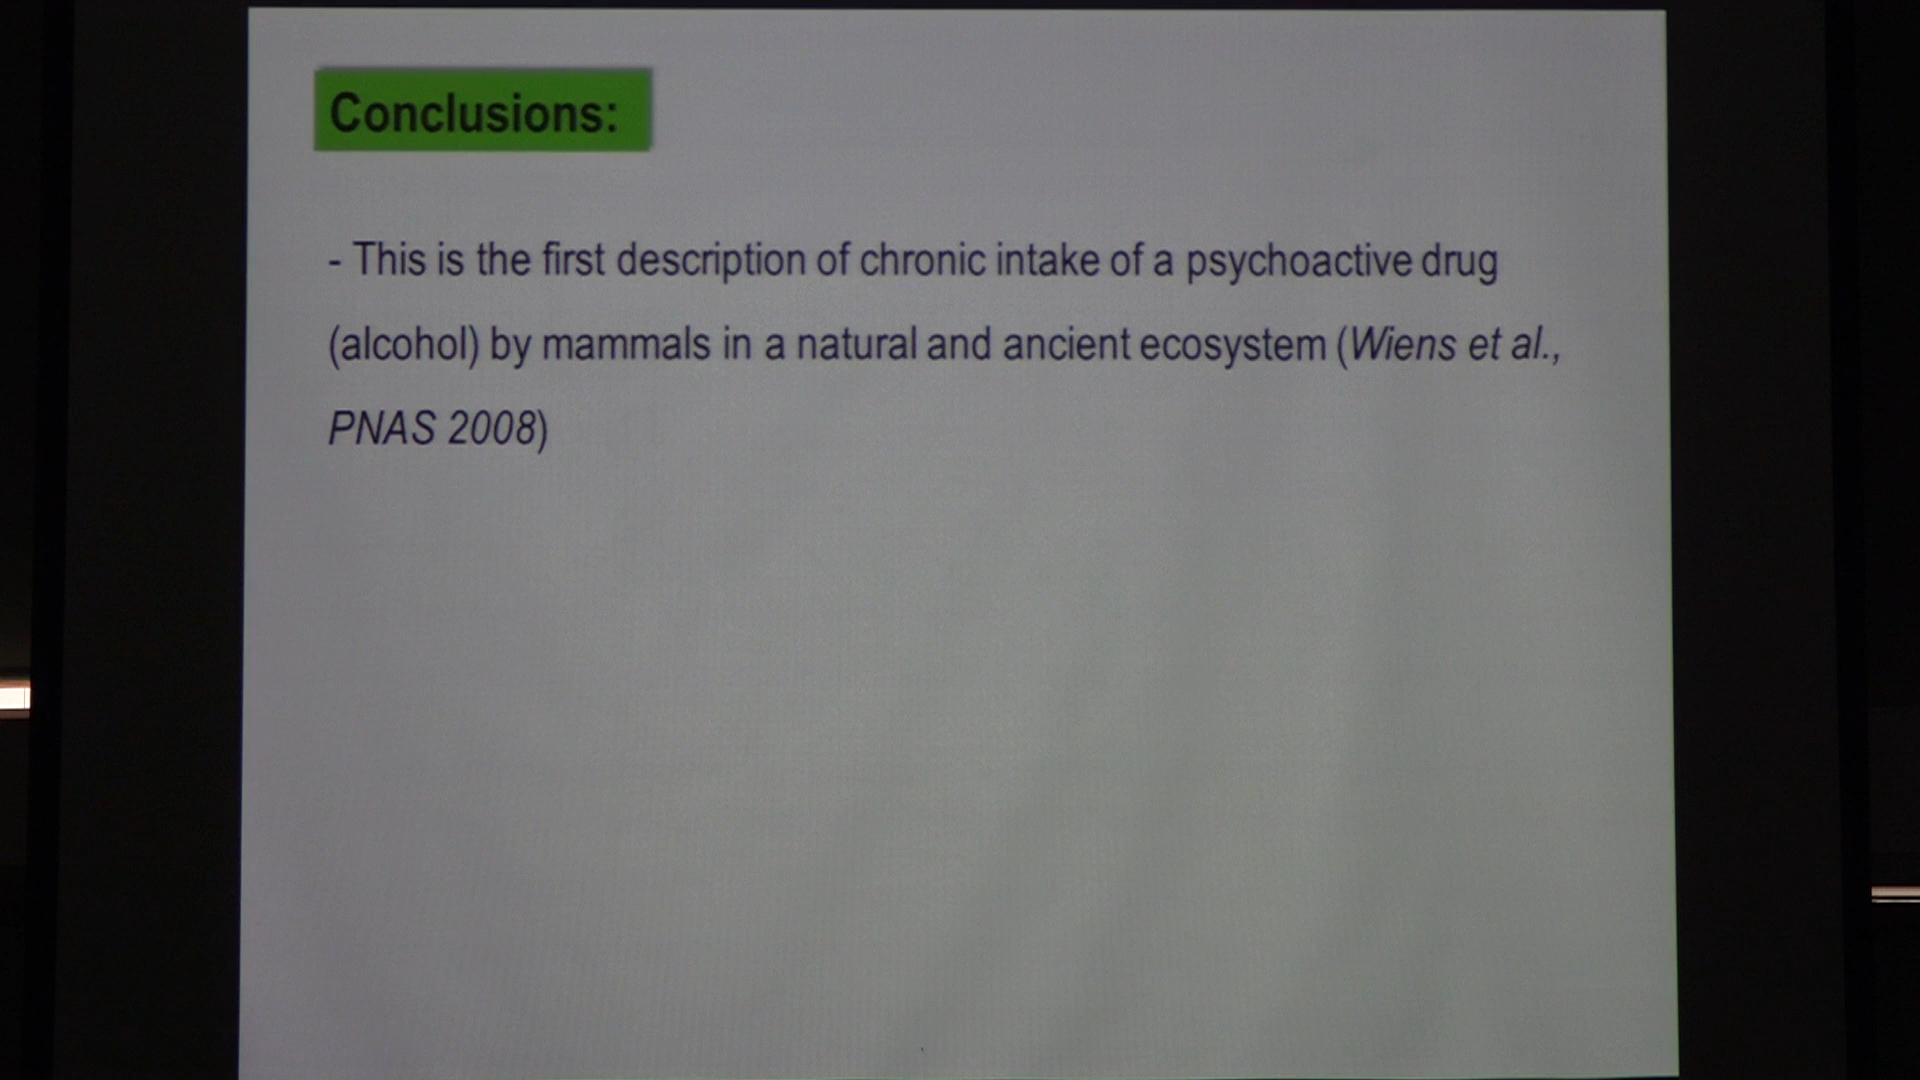 Conclusions:
- This is the first description of chronic intake of a psychoactive drug
(alcohol) by mammals in a natural and ancient ecosystem (Wiens et al.,
PNAS 2008)